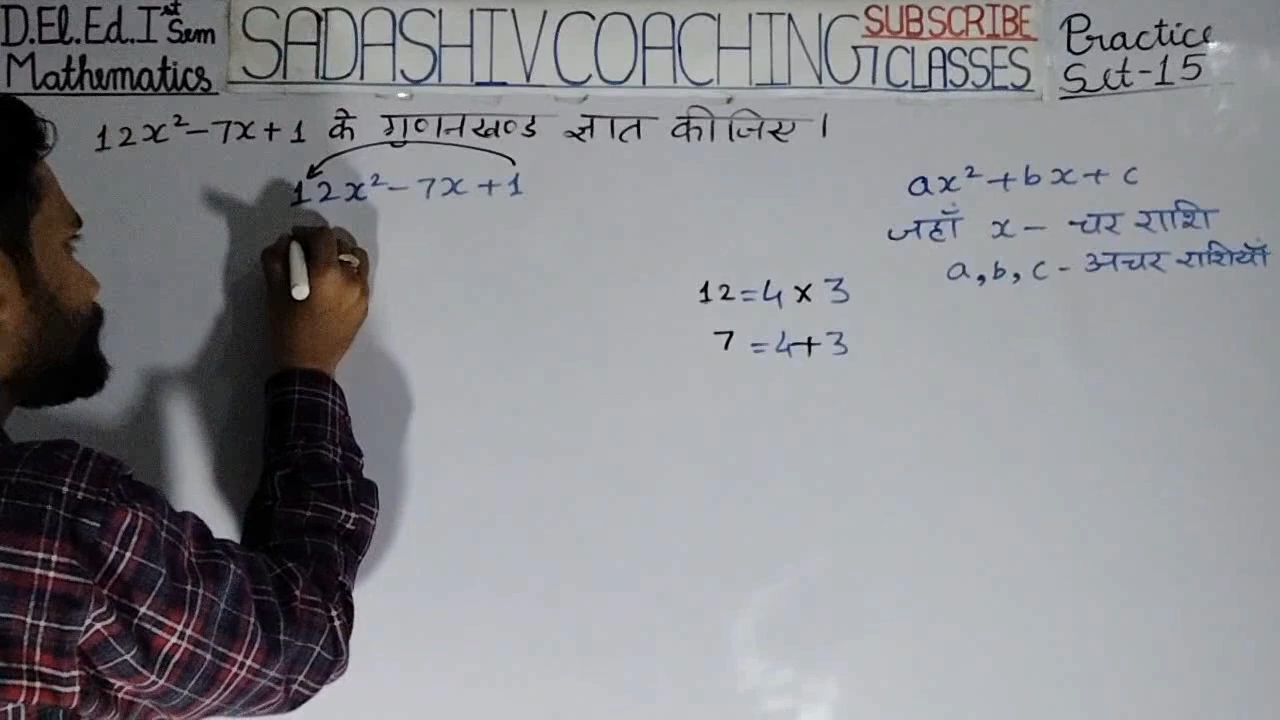 D.El.Ed.Ist Sem
Mathematics
SADASHIV COACHING CLASSES
SUBSCRIBE
Practice
Set-15
12x²-7x+1 के गुणनखण्ड ज्ञात कीजिए।
12x²-7x+1
ax²+bx+c
जहाँ x - चर राशि
a, b, c - अचर राशियाँ
12=4×3
7=4+3